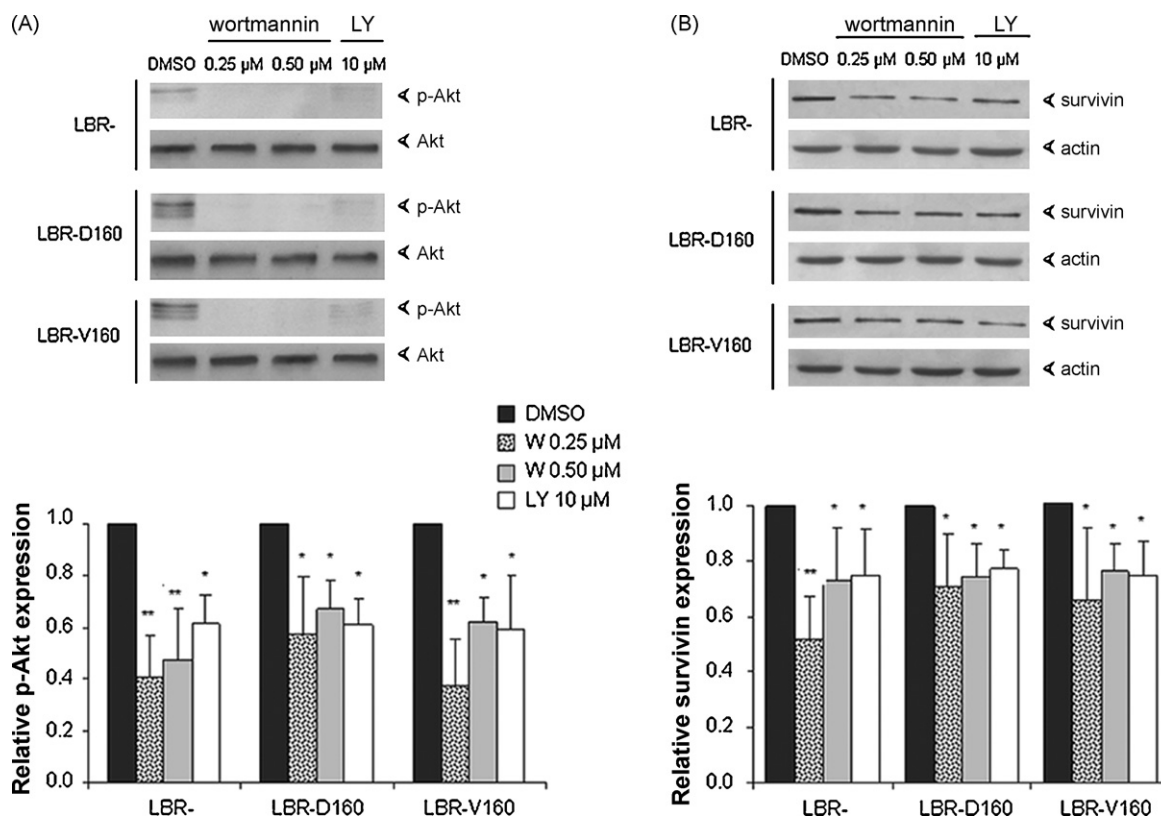 (A)
wortmannin LY
DMSO 0.25 µM 0.50 µM 10 µM
LBR-
p-Akt
Akt
LBR-D160
p-Akt
Akt
LBR-V160
p-Akt
Akt
(B)
wortmannin LY
DMSO 0.25 µM 0.50 µM 10 µM
LBR-
survivin
actin
LBR-D160
survivin
actin
LBR-V160
survivin
actin
DMSO
W 0.25 µM
W 0.50 µM
LY 10 µM
Relative p-Akt expression
1.0
0.8
0.6
0.4
0.2
0.0
** ** * * * * ** * *
LBR- LBR-D160 LBR-V160
Relative survivin expression
1.0
0.8
0.6
0.4
0.2
0.0
** * * * * * * * *
LBR- LBR-D160 LBR-V160